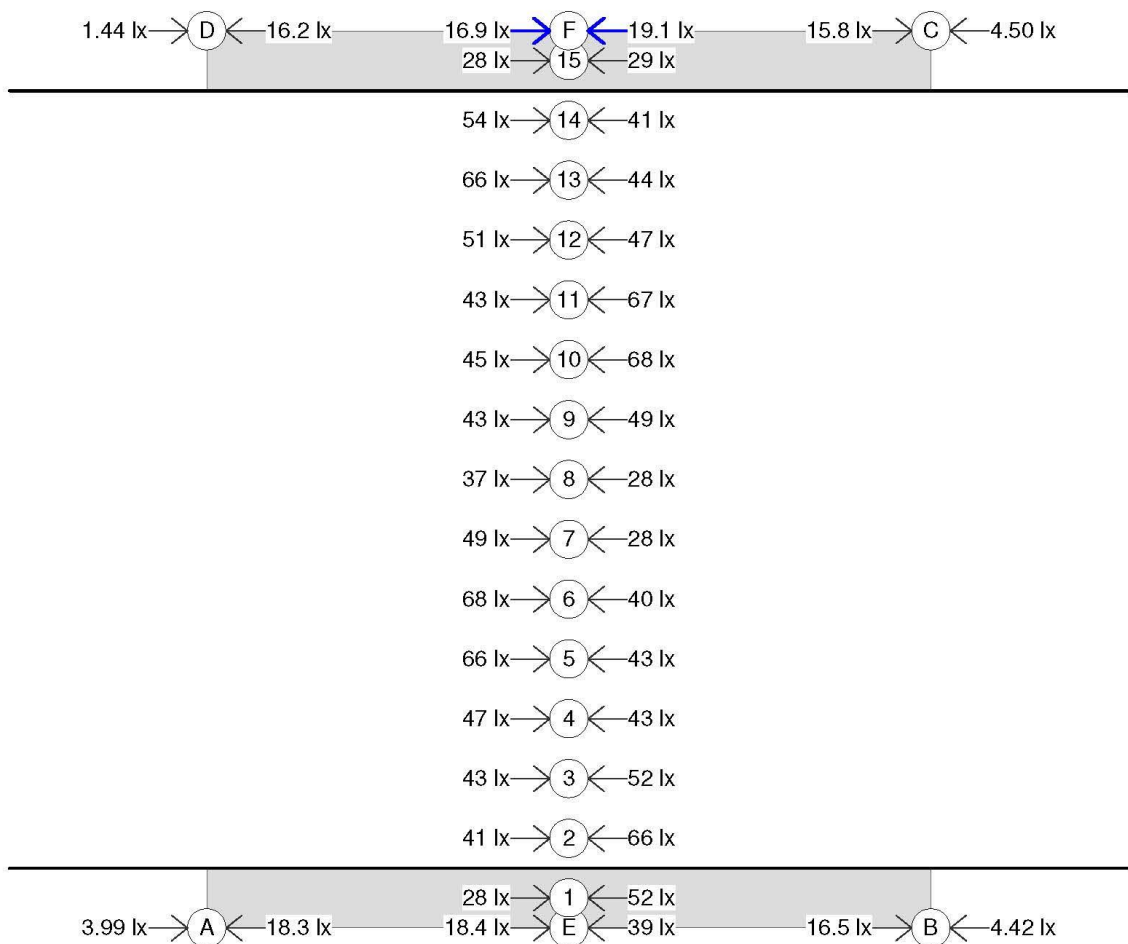 1.44 lx D 16.2 lx 16.9 lx F 19.1 lx 15.8 lx C 4.50 lx
28 lx 15 29 lx
54 lx 14 41 lx
66 lx 13 44 lx
51 lx 12 47 lx
43 lx 11 67 lx
45 lx 10 68 lx
43 lx 9 49 lx
37 lx 8 28 lx
49 lx 7 28 lx
68 lx 6 40 lx
66 lx 5 43 lx
47 lx 4 43 lx
43 lx 3 52 lx
41 lx 2 66 lx
28 lx 1 52 lx
3.99 lx A 18.3 lx 18.4 lx E 39 lx 16.5 lx B 4.42 lx